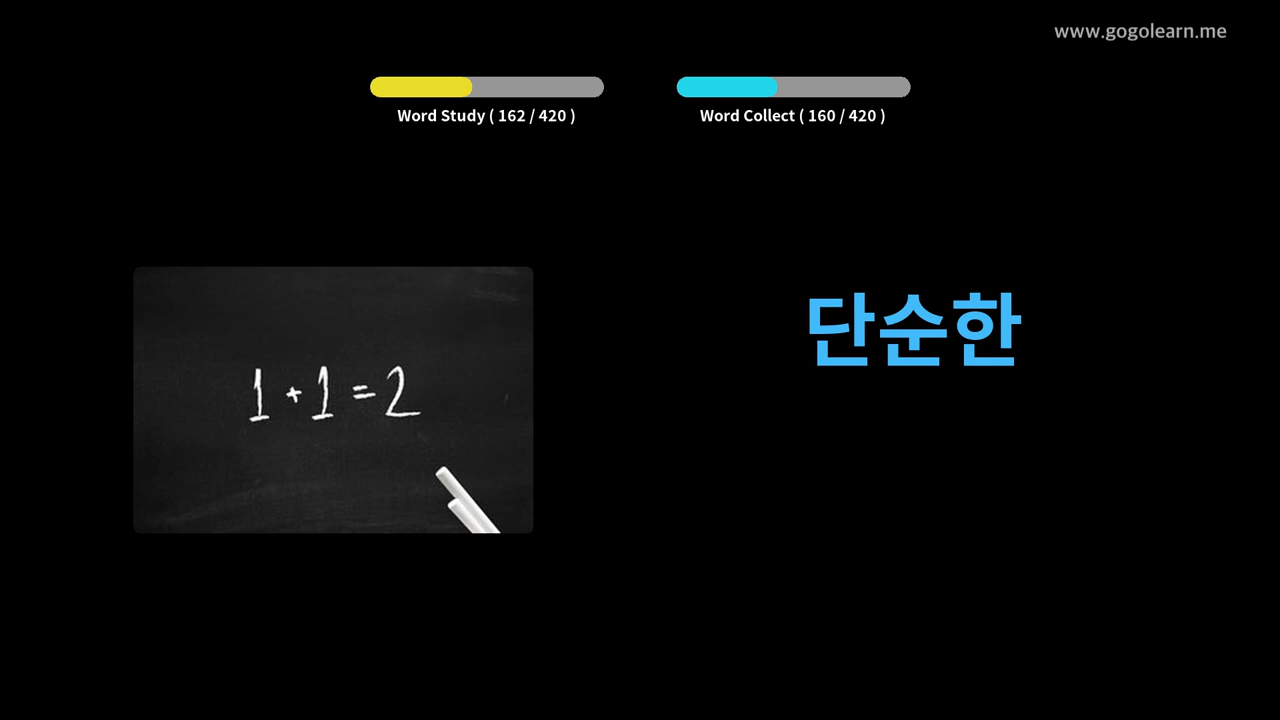 www.gogolearn.me
Word Study ( 162 / 420 )
Word Collect ( 160 / 420 )
1 + 1 = 2
단순한